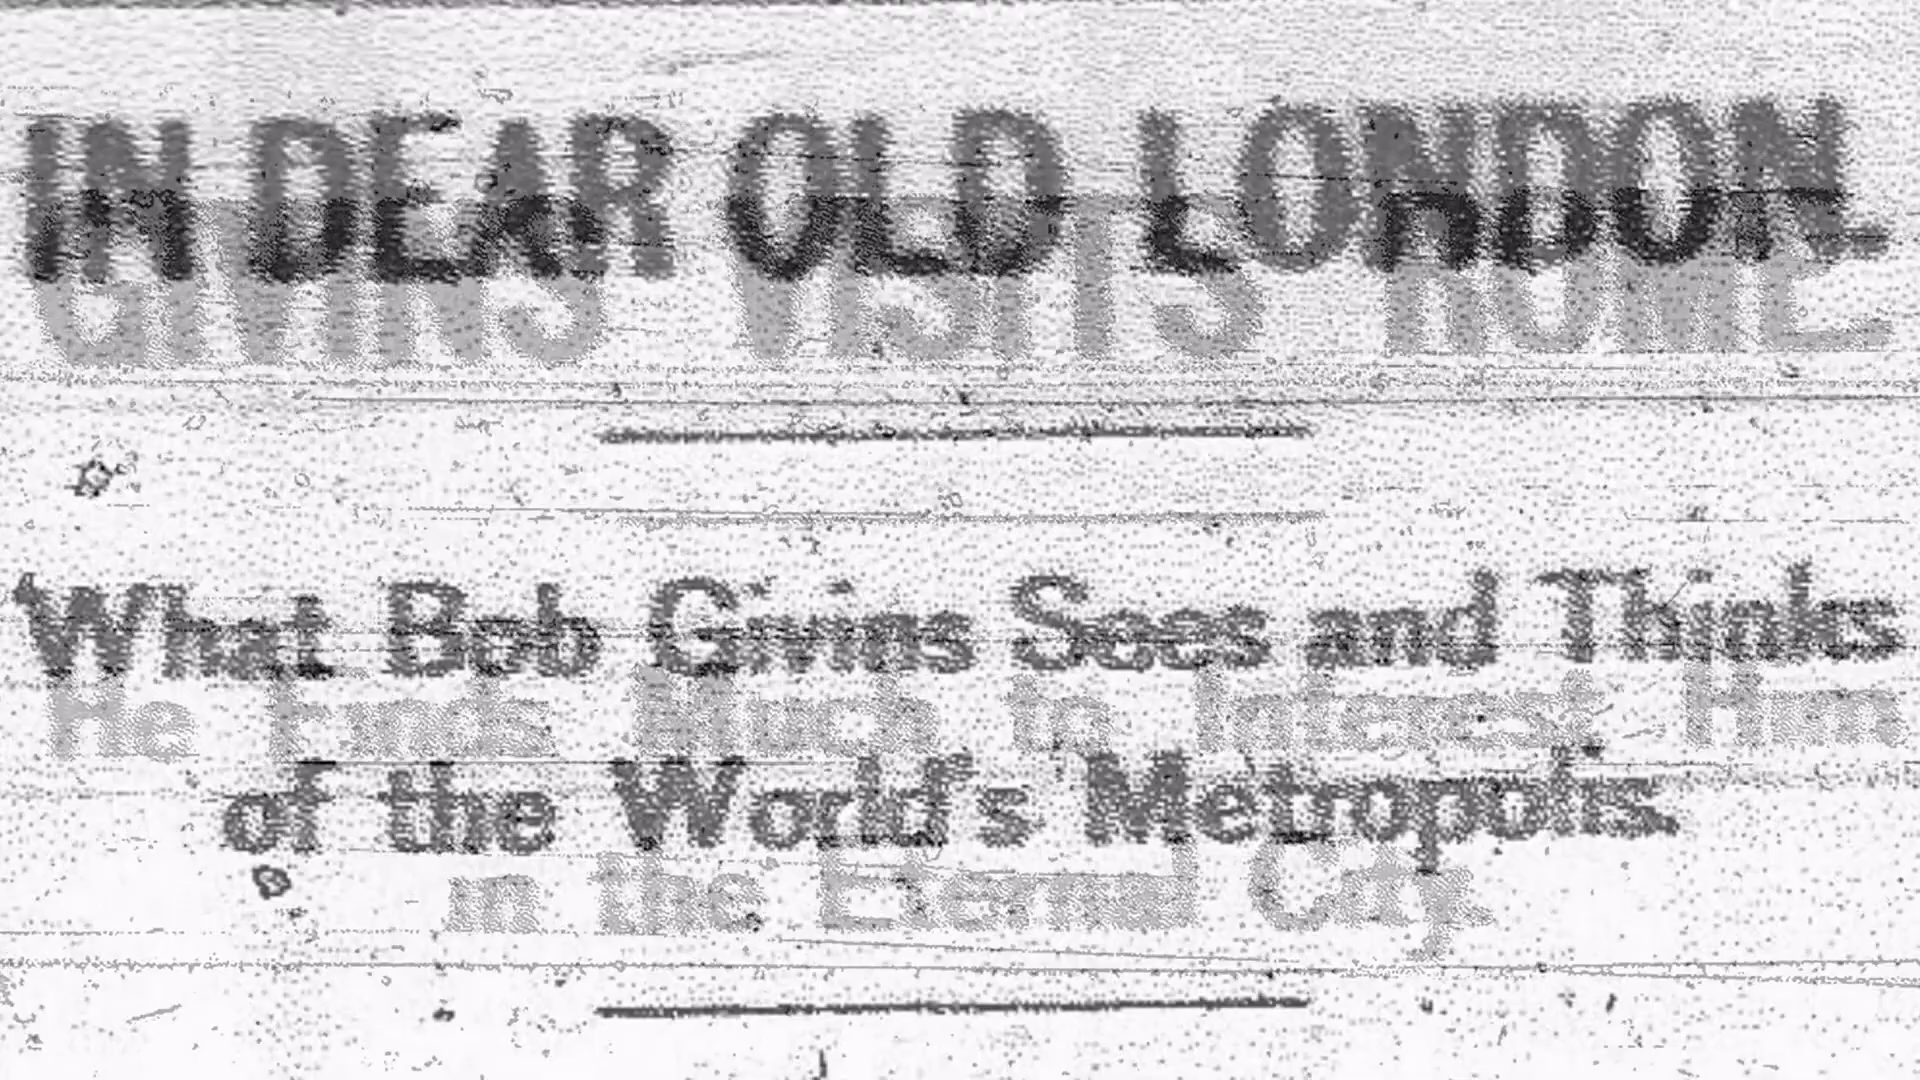 IN DEAR OLD LONDON
GIVINS VISITS ROME
What Bob Givins Sees and Thinks
He Finds Much to Interest Him
of the World's Metropolis.
in the Eternal City